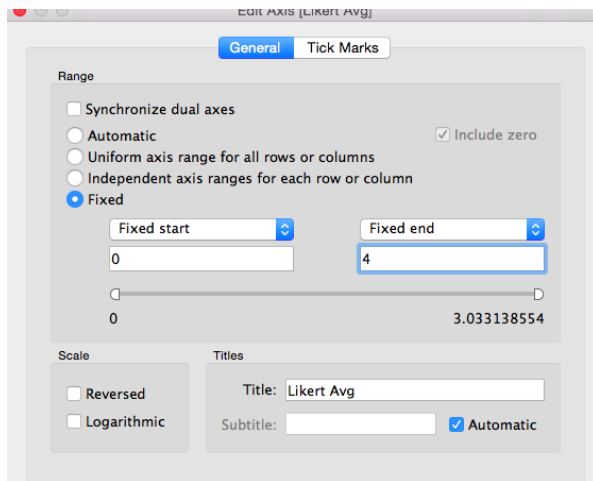 Edit Axis [Likert Avg]
General Tick Marks
Range
Synchronize dual axes
Automatic Include zero
Uniform axis range for all rows or columns
Independent axis ranges for each row or column
Fixed
Fixed start Fixed end
0 4
0 3.033138554
Scale Titles
Reversed Title: Likert Avg
Logarithmic Subtitle: Automatic